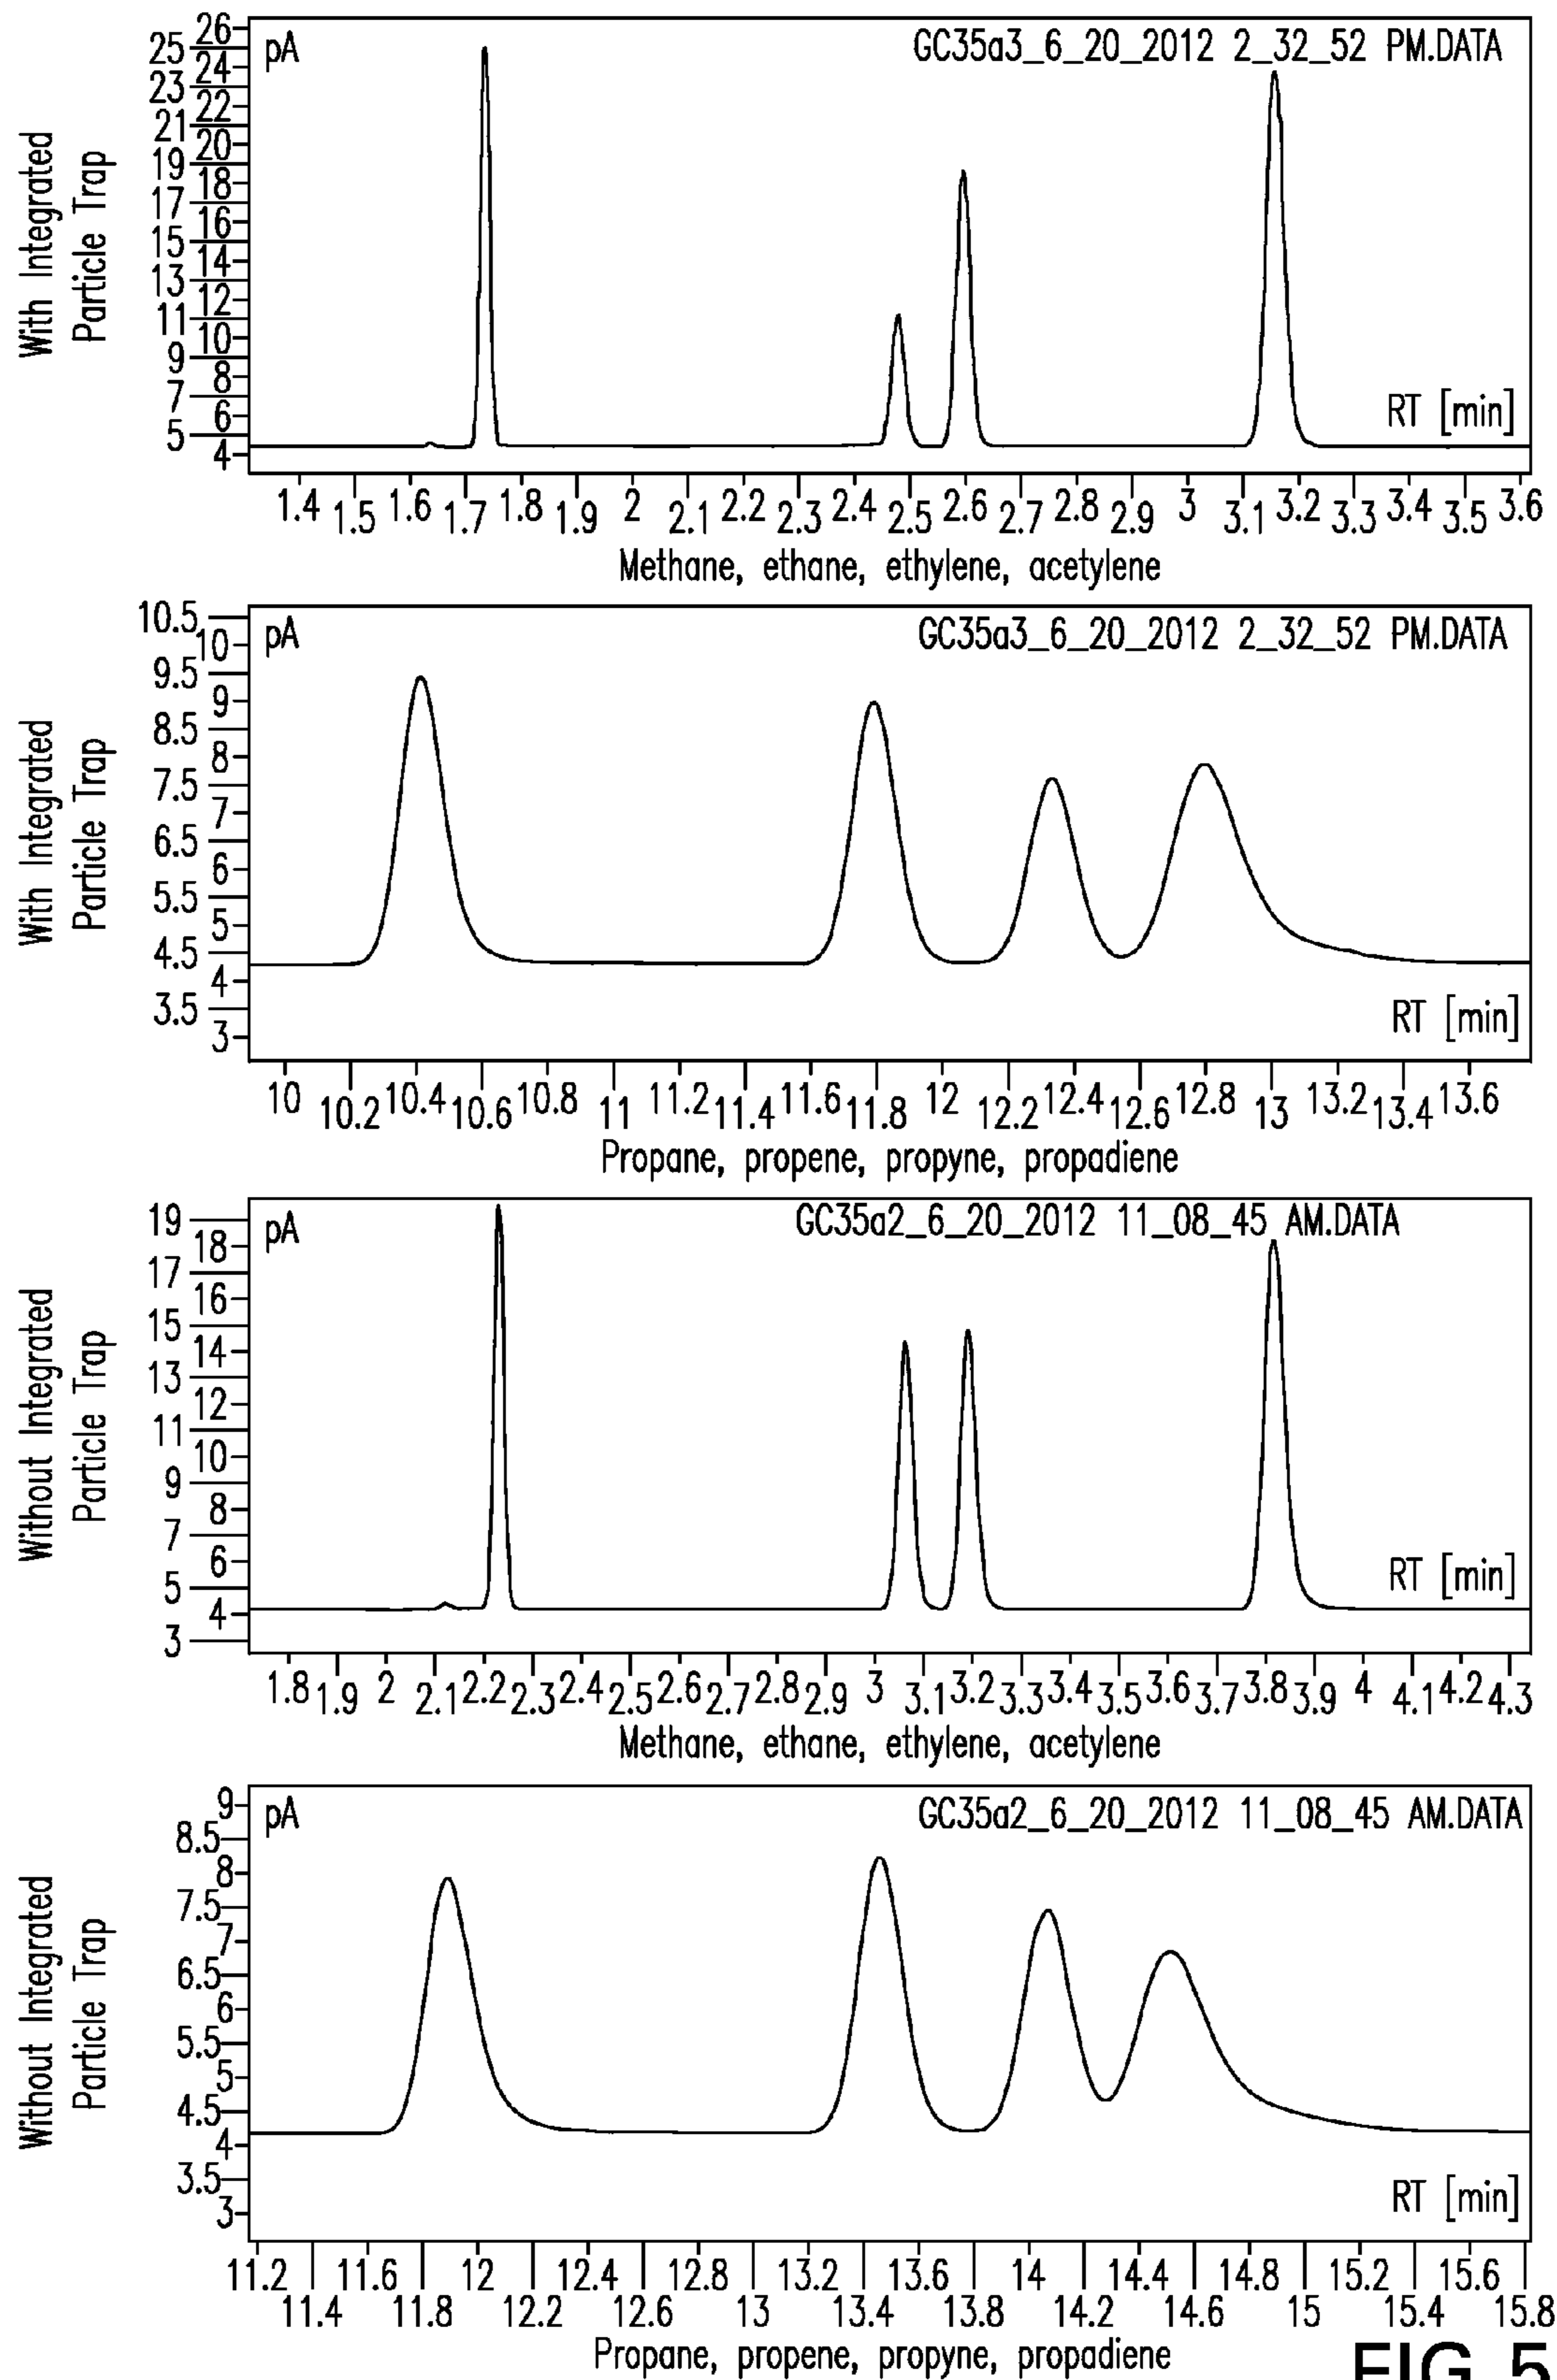 With Integrated
Particle Trap
26
25
24
23
22
21
20
19
18
17
16
15
14
13
12
11
10
9
8
7
6
5
4
pA
GC35a3_6_20_2012 2_32_52 PM.DATA
RT [min]
1.4 1.5 1.6 1.7 1.8 1.9 2 2.1 2.2 2.3 2.4 2.5 2.6 2.7 2.8 2.9 3 3.1 3.2 3.3 3.4 3.5 3.6
Methane, ethane, ethylene, acetylene
With Integrated
Particle Trap
10.5
10
9.5
9
8.5
8
7.5
7
6.5
6
5.5
5
4.5
4
3.5
3
pA
GC35a3_6_20_2012 2_32_52 PM.DATA
RT [min]
10 10.2 10.4 10.6 10.8 11 11.2 11.4 11.6 11.8 12 12.2 12.4 12.6 12.8 13 13.2 13.4 13.6
Propane, propene, propyne, propadiene
Without Integrated
Particle Trap
19
18
17
16
15
14
13
12
11
10
9
8
7
6
5
4
3
pA
GC35a2_6_20_2012 11_08_45 AM.DATA
RT [min]
1.8 1.9 2 2.1 2.2 2.3 2.4 2.5 2.6 2.7 2.8 2.9 3 3.1 3.2 3.3 3.4 3.5 3.6 3.7 3.8 3.9 4 4.1 4.2 4.3
Methane, ethane, ethylene, acetylene
Without Integrated
Particle Trap
9
8.5
8
7.5
7
6.5
6
5.5
5
4.5
4
3.5
3
pA
GC35a2_6_20_2012 11_08_45 AM.DATA
RT [min]
11.2 11.6 12 12.4 12.8 13.2 13.6 14 14.4 14.8 15.2 15.6
11.4 11.8 12.2 12.6 13 13.4 13.8 14.2 14.6 15 15.4 15.8
Propane, propene, propyne, propadiene
FIG 5